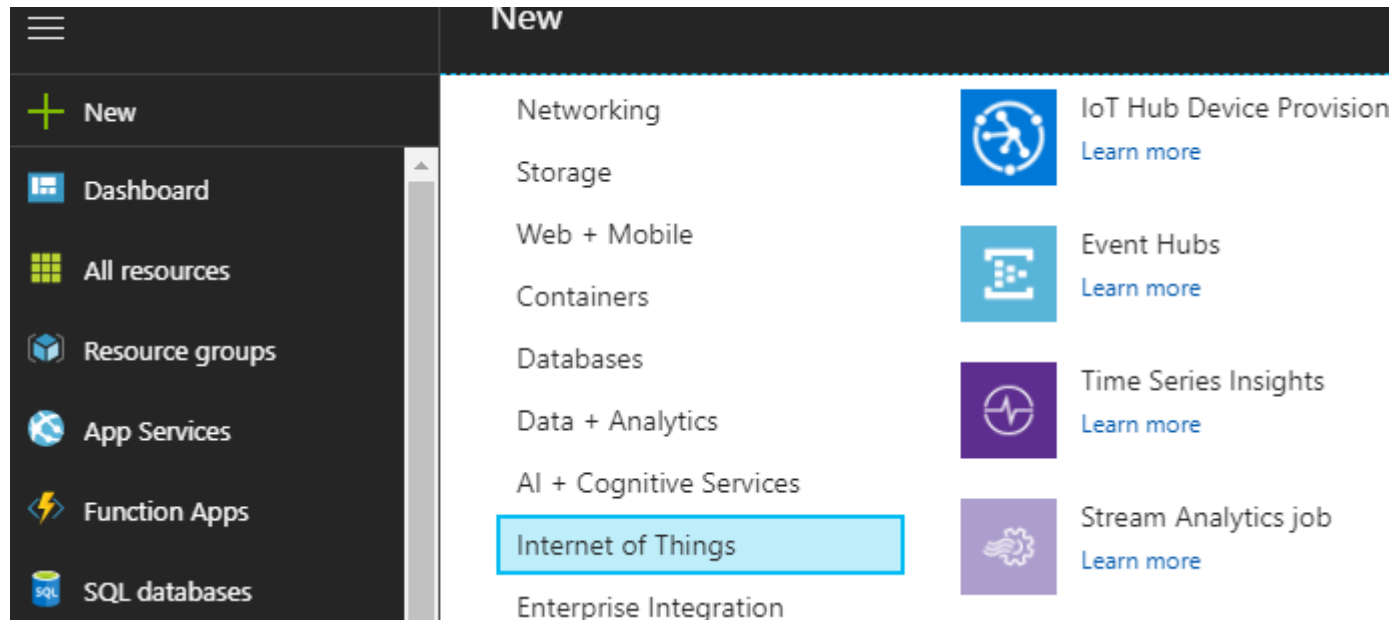 New
New
Dashboard
All resources
Resource groups
App Services
Function Apps
SQL
SQL databases
Networking
Storage
Web + Mobile
Containers
Databases
Data + Analytics
AI + Cognitive Services
Internet of Things
Enterprise Integration
IoT Hub Device Provision
Learn more
Event Hubs
Learn more
Time Series Insights
Learn more
Stream Analytics job
Learn more